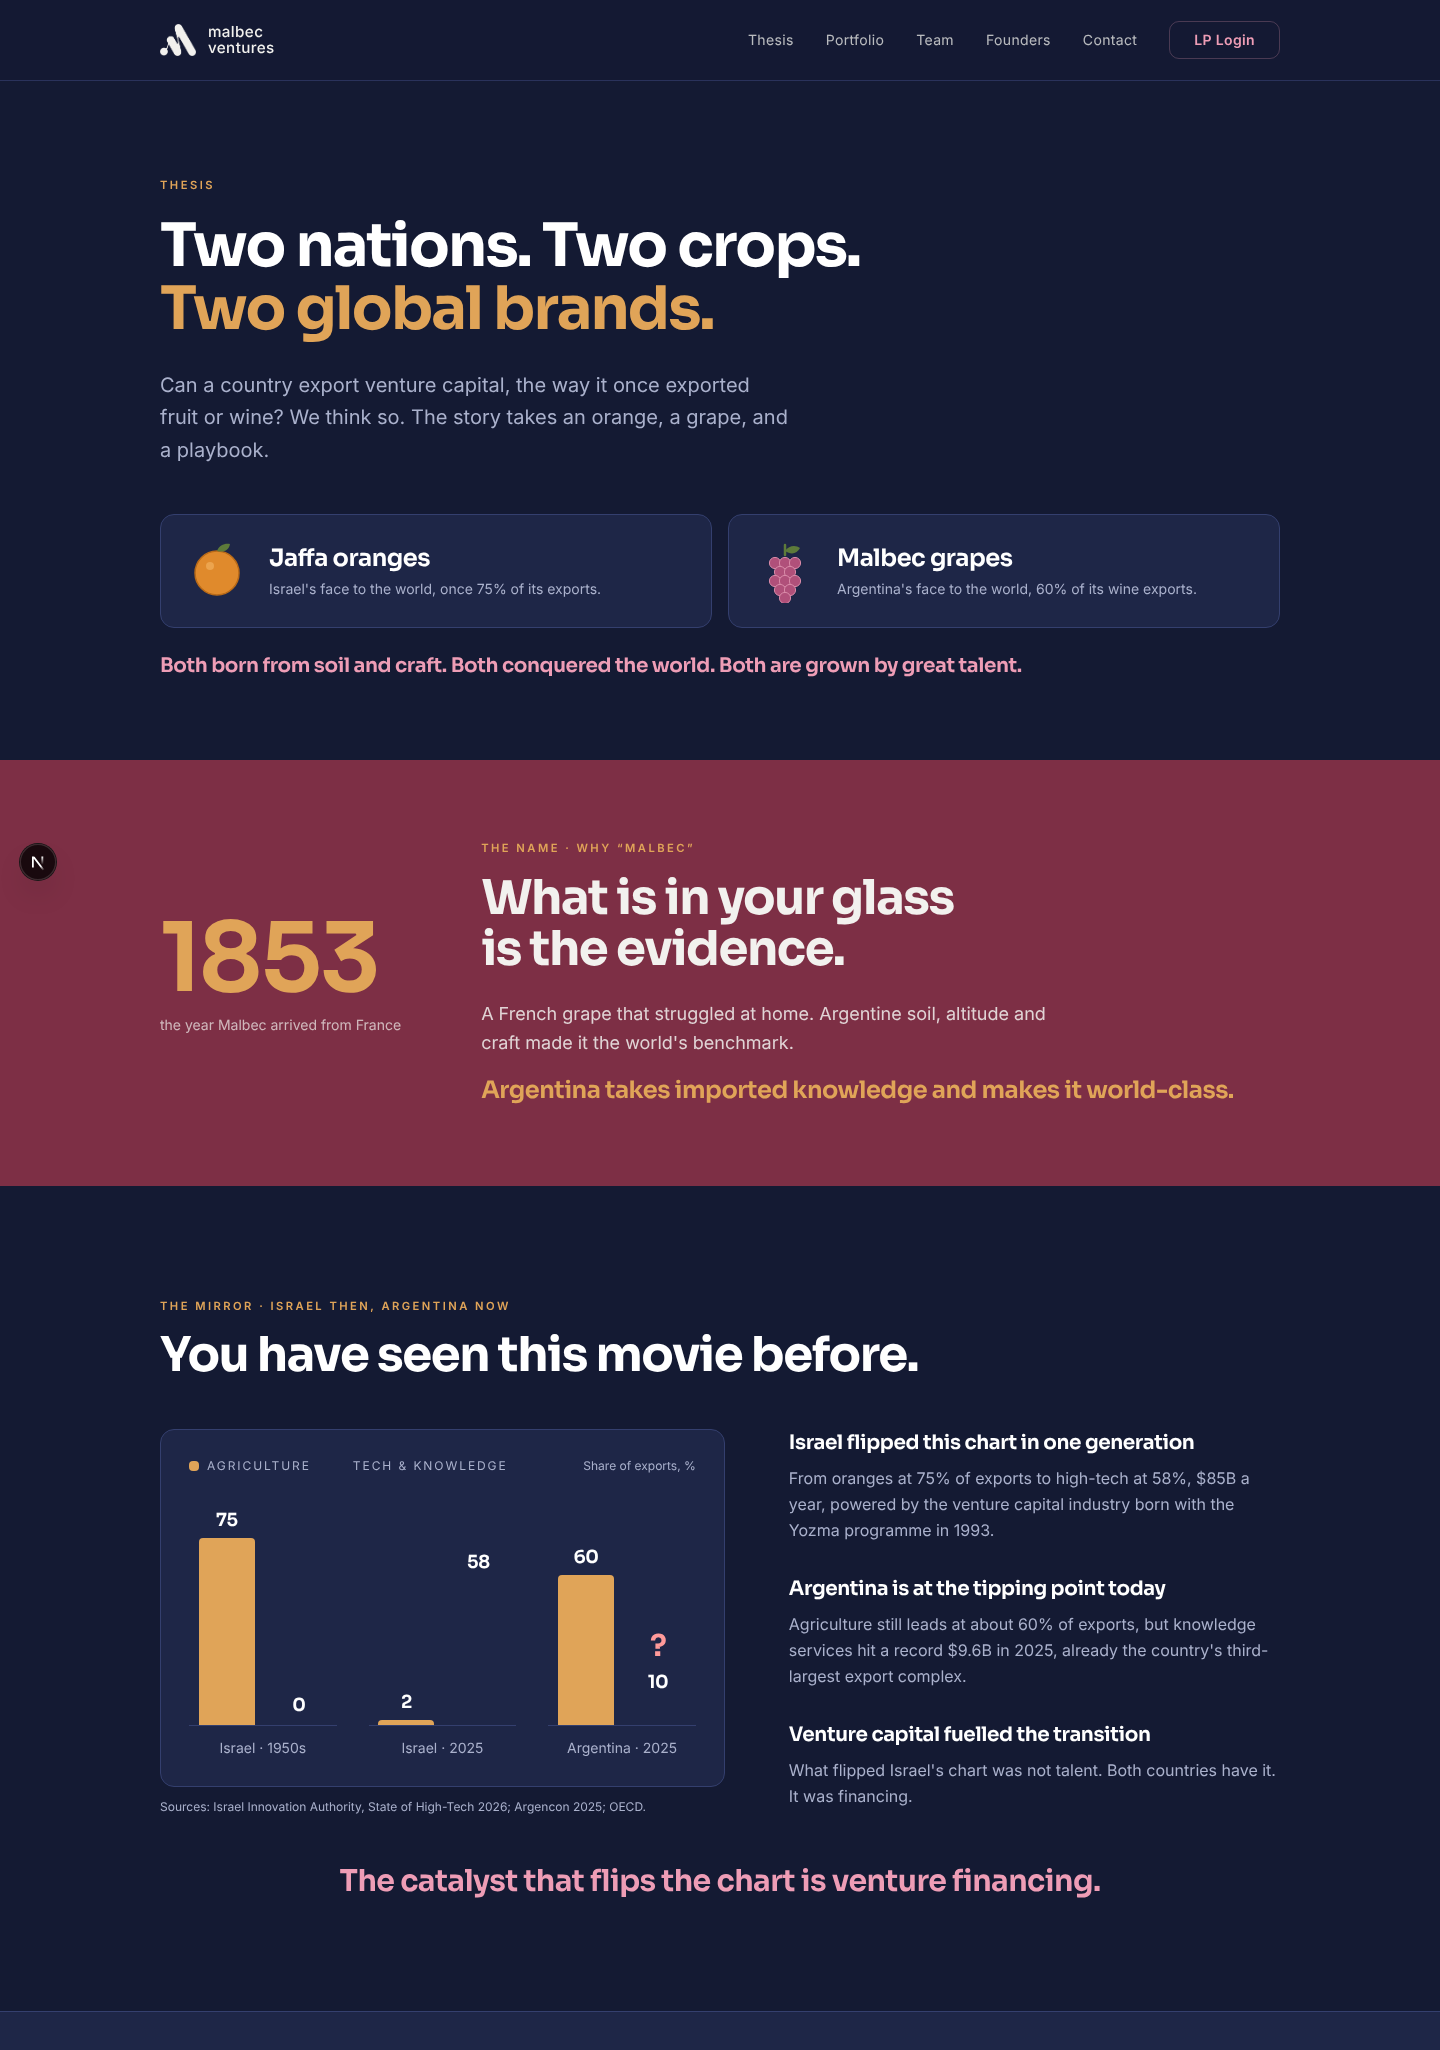 malbec
ventures
Thesis
Portfolio
Team
Founders
Contact
LP Login
THESIS
Two nations. Two crops.
Two global brands.
Can a country export venture capital, the way it once exported
fruit or wine? We think so. The story takes an orange, a grape, and
a playbook.
Jaffa oranges
Israel's face to the world, once 75% of its exports.
Malbec grapes
Argentina's face to the world, 60% of its wine exports.
Both born from soil and craft. Both conquered the world. Both are grown by great talent.
N
1853
the year Malbec arrived from France
THE NAME · WHY “MALBEC”
What is in your glass
is the evidence.
A French grape that struggled at home. Argentine soil, altitude and
craft made it the world's benchmark.
Argentina takes imported knowledge and makes it world-class.
THE MIRROR · ISRAEL THEN, ARGENTINA NOW
You have seen this movie before.
AGRICULTURE
TECH & KNOWLEDGE
Share of exports, %
75
0
Israel · 1950s
2
58
Israel · 2025
60
?
10
Argentina · 2025
Sources: Israel Innovation Authority, State of High-Tech 2026; Argencon 2025; OECD.
Israel flipped this chart in one generation
From oranges at 75% of exports to high-tech at 58%, $85B a
year, powered by the venture capital industry born with the
Yozma programme in 1993.
Argentina is at the tipping point today
Agriculture still leads at about 60% of exports, but knowledge
services hit a record $9.6B in 2025, already the country's third-
largest export complex.
Venture capital fuelled the transition
What flipped Israel's chart was not talent. Both countries have it.
It was financing.
The catalyst that flips the chart is venture financing.